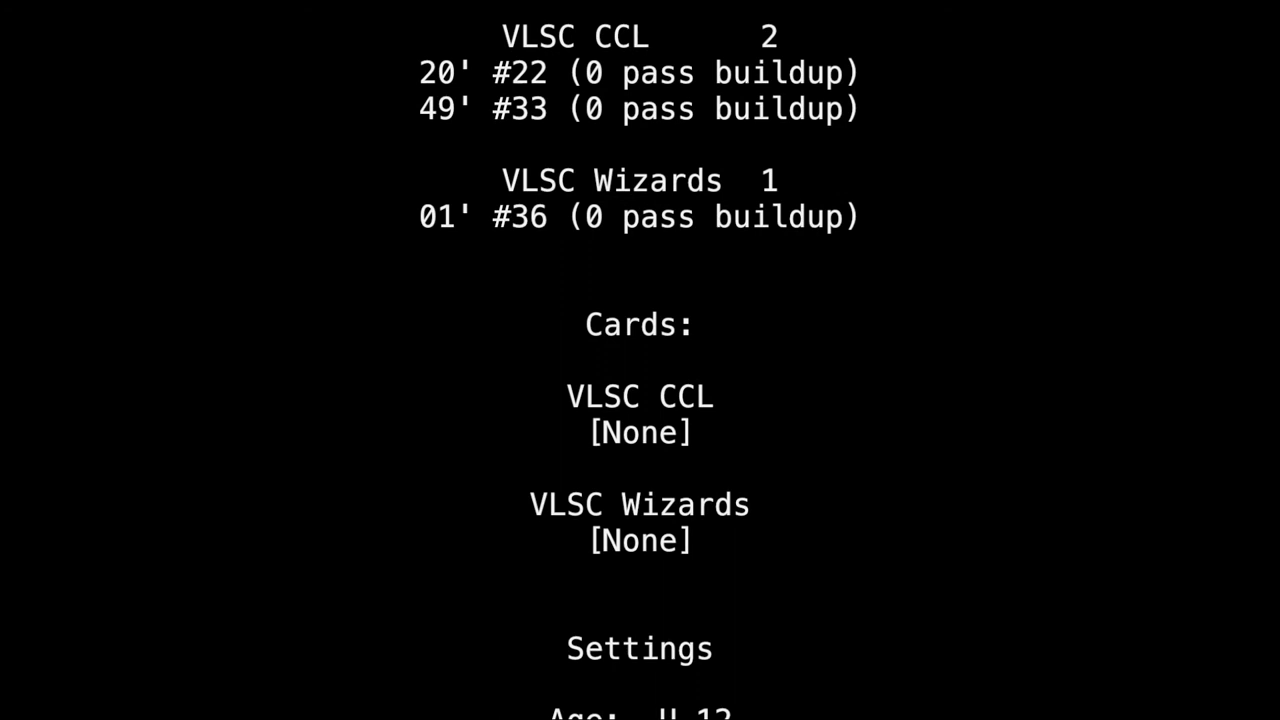 VLSC CCL      2
20' #22 (0 pass buildup)
49' #33 (0 pass buildup)
VLSC Wizards  1
01' #36 (0 pass buildup)
Cards:
VLSC CCL
[None]
VLSC Wizards
[None]
Settings
Age: